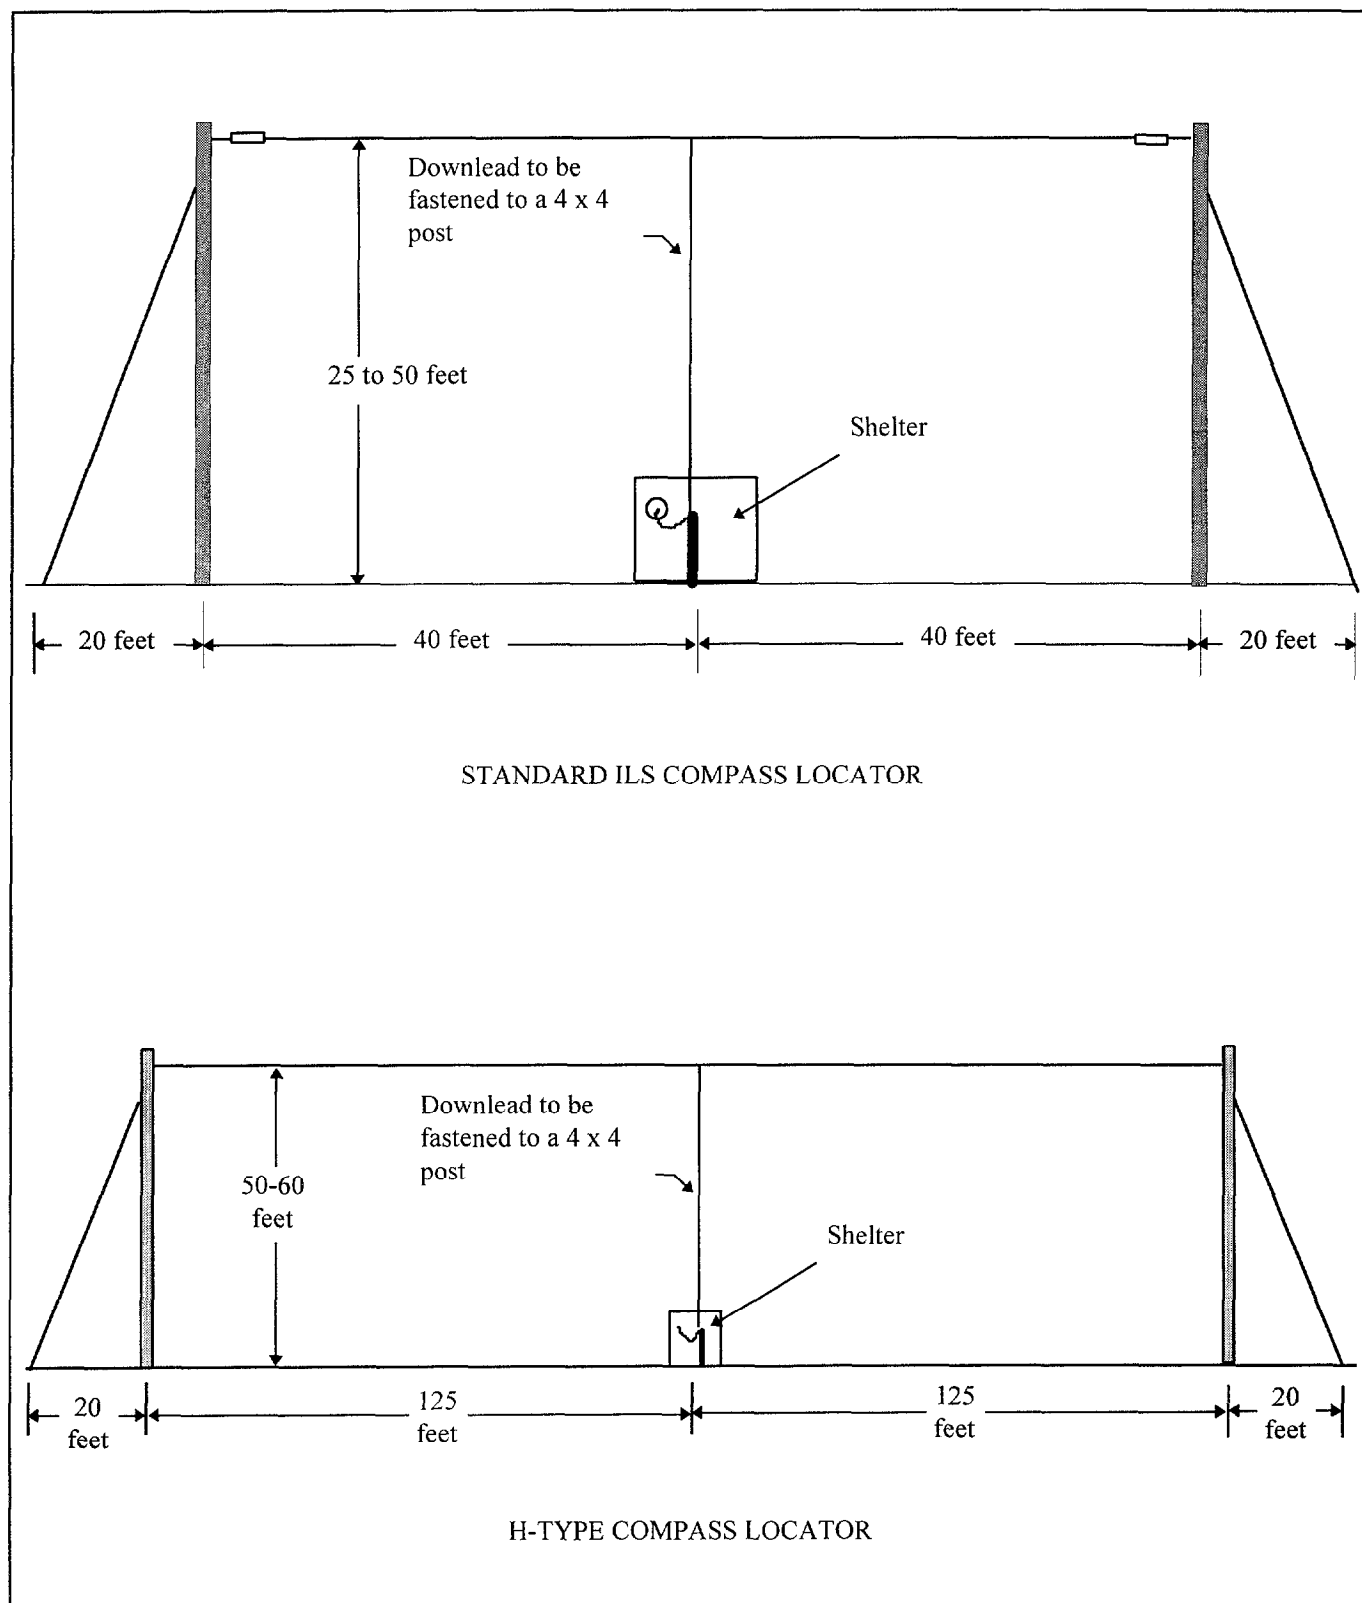 Downlead to be
fastened to a 4 x 4
post
25 to 50 feet
Shelter
20 feet
40 feet
40 feet
20 feet
STANDARD ILS COMPASS LOCATOR
Downlead to be
fastened to a 4 x 4
post
50-60
feet
Shelter
20
feet
125
feet
125
feet
20
feet
H-TYPE COMPASS LOCATOR